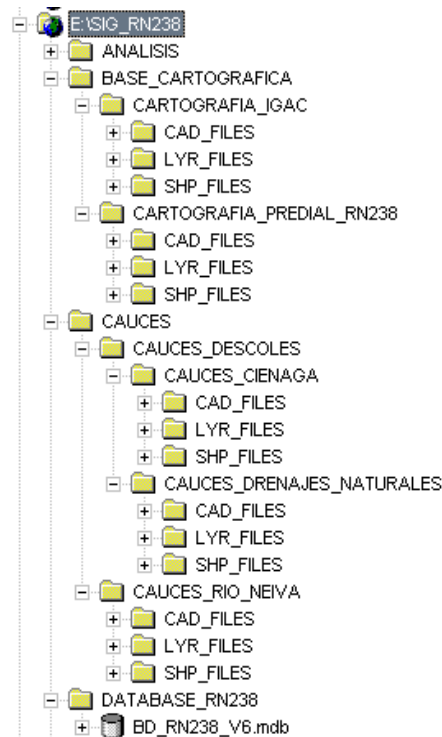 E:\SIG_RN238
ANALISIS
BASE_CARTOGRAFICA
CARTOGRAFIA_IGAC
CAD_FILES
LYR_FILES
SHP_FILES
CARTOGRAFIA_PREDIAL_RN238
CAD_FILES
LYR_FILES
SHP_FILES
CAUCES
CAUCES_DESCOLES
CAUCES_CIENAGA
CAD_FILES
LYR_FILES
SHP_FILES
CAUCES_DRENAJES_NATURALES
CAD_FILES
LYR_FILES
SHP_FILES
CAUCES_RIO_NEIVA
CAD_FILES
LYR_FILES
SHP_FILES
DATABASE_RN238
BD_RN238_V6.mdb